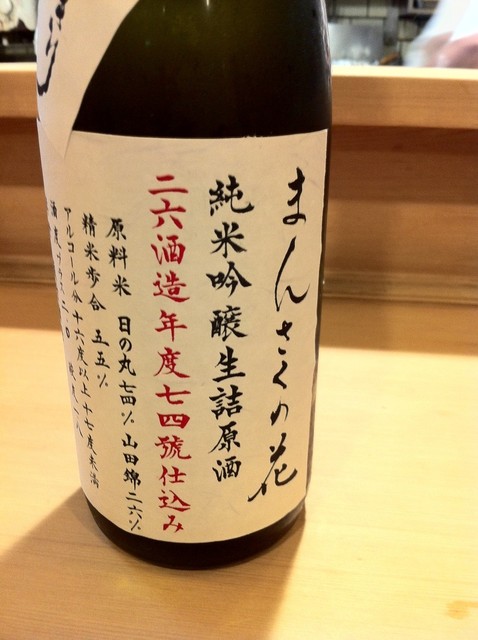 まんさくの花
純米吟醸生詰原酒
二六酒造年度七四號仕込み
原料米 日の丸七四% 山田錦二六%
精米歩合 五五%
アルコール分十六度以上十七度未満